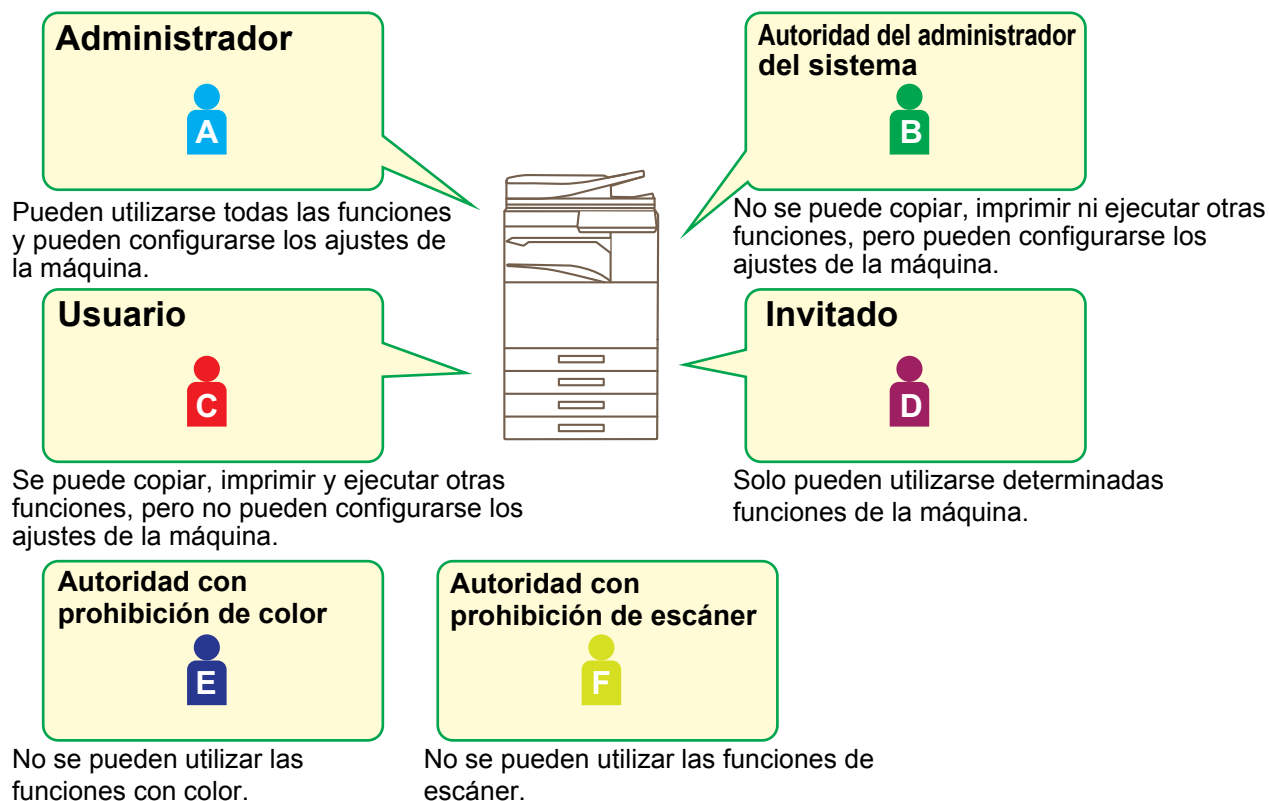 Administrador
A
Pueden utilizarse todas las funciones
y pueden configurarse los ajustes de
la máquina.
Autoridad del administrador
del sistema
B
No se puede copiar, imprimir ni ejecutar otras
funciones, pero pueden configurarse los
ajustes de la máquina.
Usuario
C
Se puede copiar, imprimir y ejecutar otras
funciones, pero no pueden configurarse los
ajustes de la máquina.
Invitado
D
Solo pueden utilizarse determinadas
funciones de la máquina.
Autoridad con
prohibición de color
E
No se pueden utilizar las
funciones con color.
Autoridad con
prohibición de escáner
F
No se pueden utilizar las funciones de
escáner.